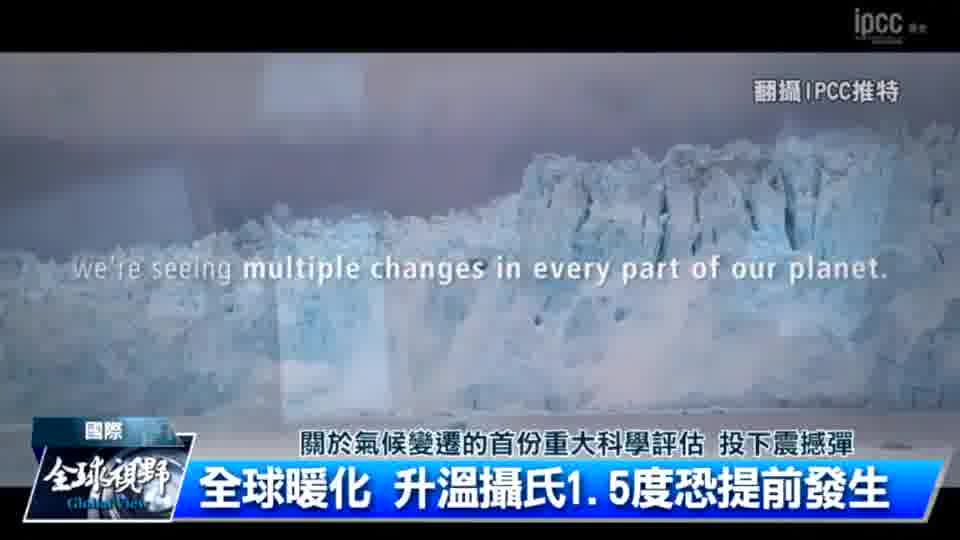 ipcc
翻攝IPCC推特
we're seeing multiple changes in every part of our planet.
國際
全球視野
Global View
關於氣候變遷的首份重大科學評估 投下震撼彈
全球暖化 升溫攝氏1.5度恐提前發生